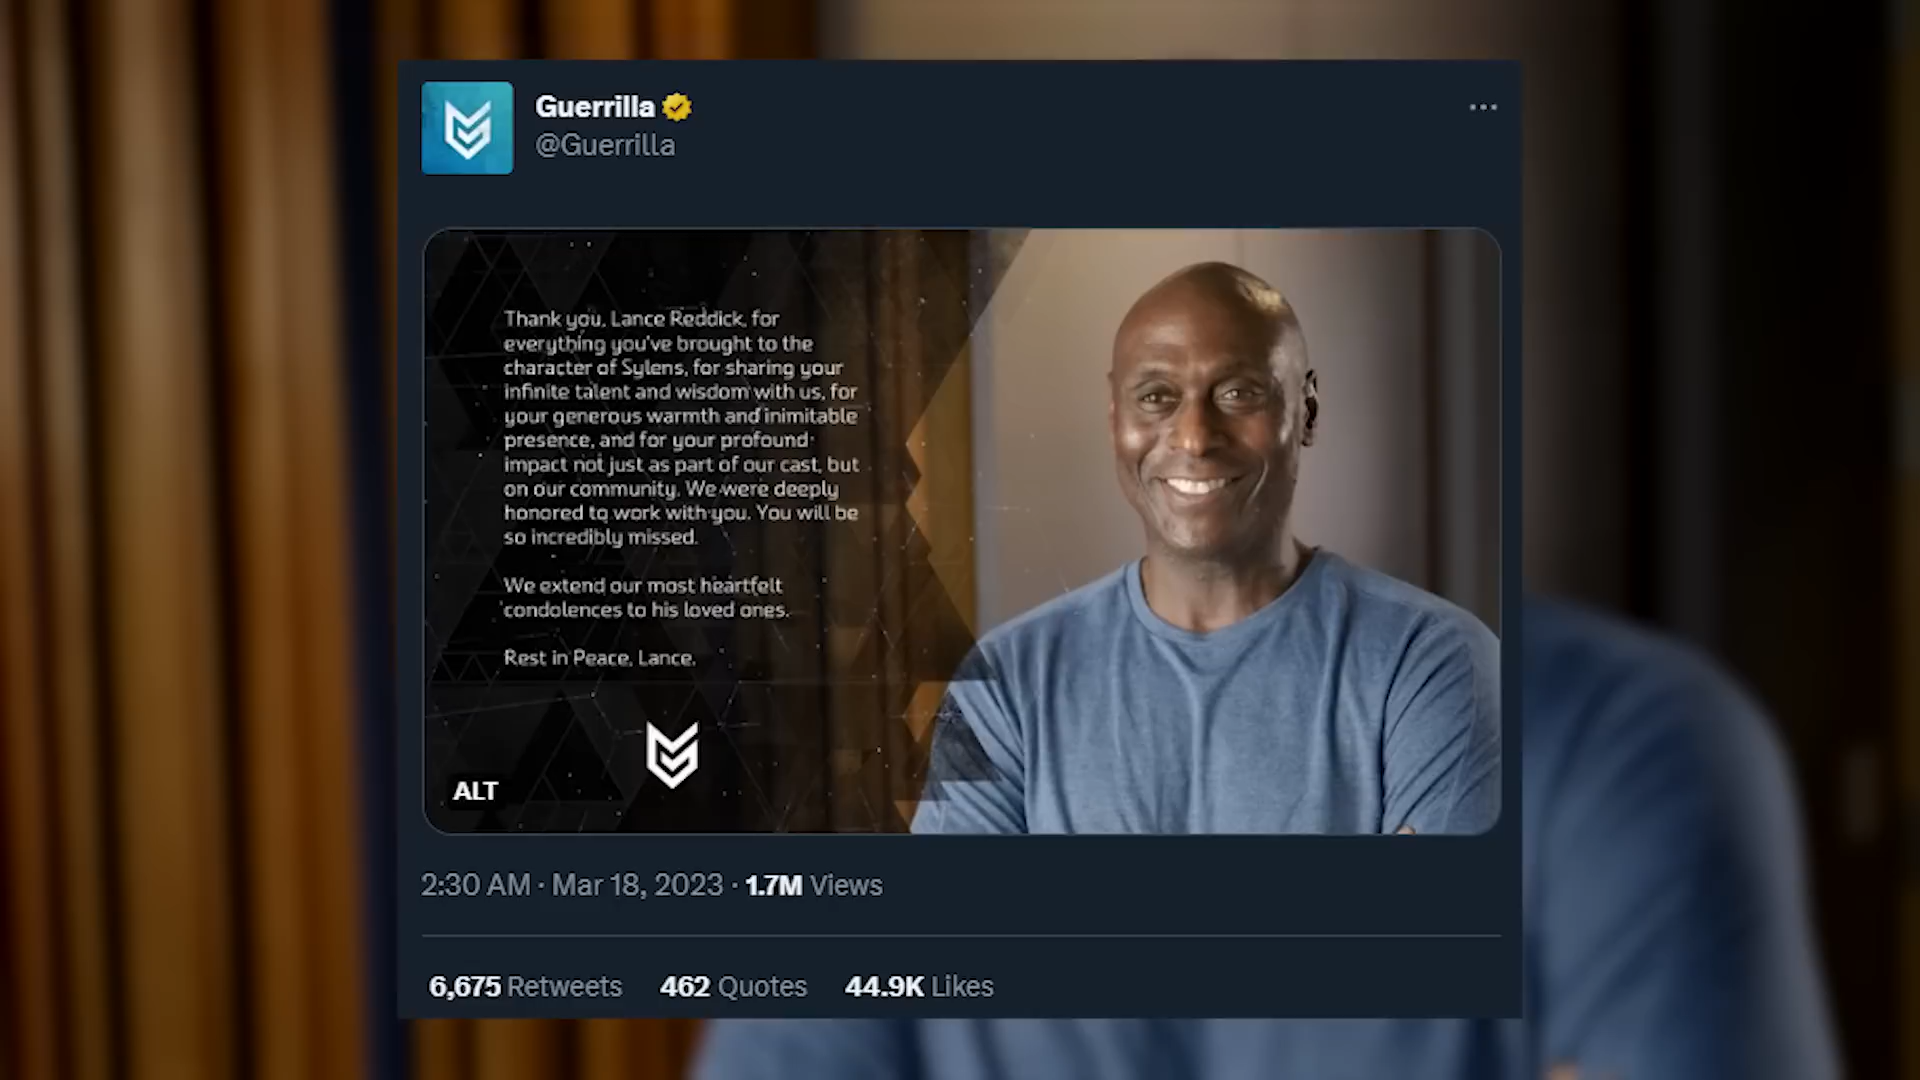 Guerrilla
@Guerrilla
Thank you, Lance Reddick, for
everything you've brought to the
character of Sylens, for sharing your
infinite talent and wisdom with us, for
your generous warmth and inimitable
presence, and for your profound
impact not just as part of our cast, but
on our community. We were deeply
honored to work with you. You will be
so incredibly missed.
We extend our most heartfelt
condolences to his loved ones.
Rest in Peace, Lance.
ALT
2:30 AM · Mar 18, 2023 · 1.7M Views
6,675 Retweets 462 Quotes 44.9K Likes